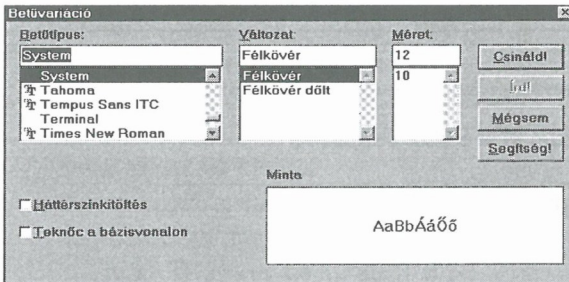 Betűvariáció
Betűtípus:
Változat:
Méret:
System
Félkövér
12
Csináld!
System
Tahoma
Tempus Sans ITC
Terminal
Times New Roman
Félkövér
Félkövér dőlt
10
Írd!
Mégsem
Segítség!
Háttérszínkitöltés
Teknőc a bázisvonalon
Minta
AaBbÁáŐő